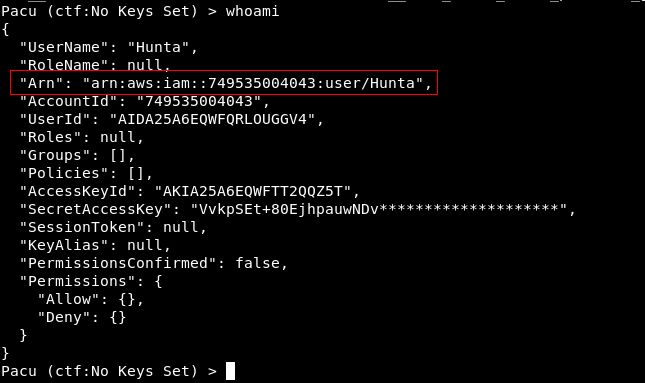 Pacu (ctf:No Keys Set) > whoami
{
  "UserName": "Hunta",
  "RoleName": null,
  "Arn": "arn:aws:iam::749535004043:user/Hunta",
  "AccountId": "749535004043",
  "UserId": "AIDA25A6EQWFQRLOUGGV4",
  "Roles": null,
  "Groups": [],
  "Policies": [],
  "AccessKeyId": "AKIA25A6EQWFTT2QQZ5T",
  "SecretAccessKey": "VvkpSEt+80EjhpauwNDv********************",
  "SessionToken": null,
  "KeyAlias": null,
  "PermissionsConfirmed": false,
  "Permissions": {
    "Allow": {},
    "Deny": {}
  }
}
Pacu (ctf:No Keys Set) >